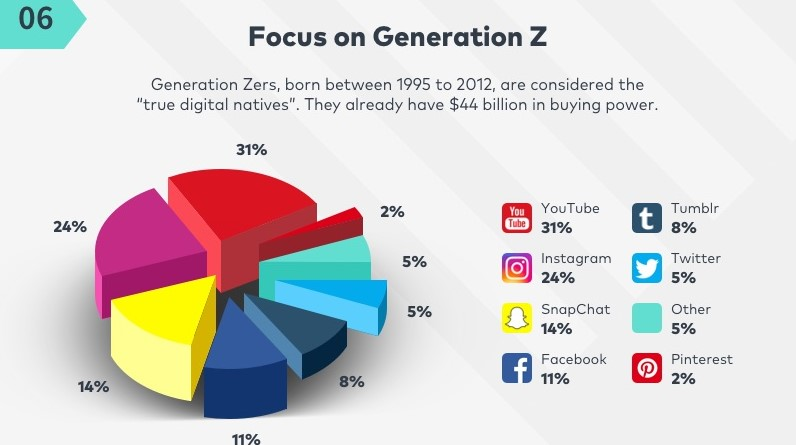 06
Focus on Generation Z
Generation Zers, born between 1995 to 2012, are considered the
“true digital natives”. They already have $44 billion in buying power.
31%
24%
2%
5%
5%
8%
14%
11%
You
Tube
YouTube
31%
Instagram
24%
SnapChat
14%
Facebook
11%
t
Tumblr
8%
Twitter
5%
Other
5%
Pinterest
2%